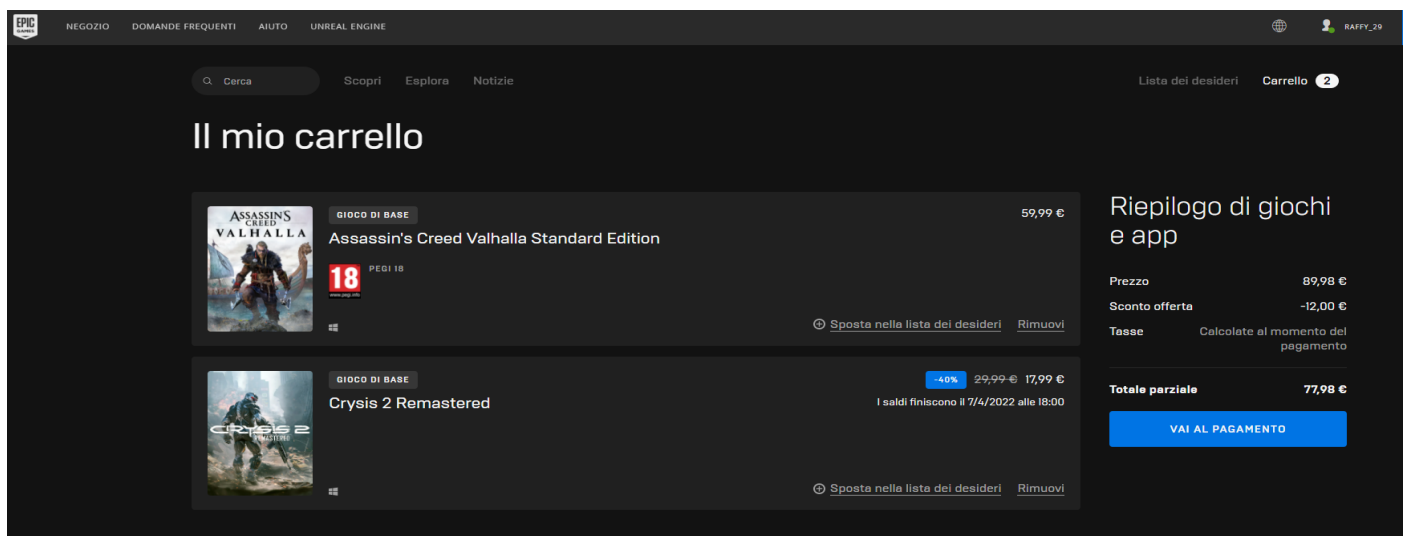 EPIC
GAMES
NEGOZIO DOMANDE FREQUENTI AIUTO UNREAL ENGINE
RAFFY_29
Cerca Scopri Esplora Notizie
Lista dei desideri Carrello 2
Il mio carrello
ASSASSIN'S
CREED
VALHALLA
GIOCO DI BASE
59,99 €
Assassin's Creed Valhalla Standard Edition
18
www.pegi.info
PEGI 18
Sposta nella lista dei desideri Rimuovi
CRYSIS 2
REMASTERED
GIOCO DI BASE
-40% 29,99 € 17,99 €
Crysis 2 Remastered
I saldi finiscono il 7/4/2022 alle 18:00
Sposta nella lista dei desideri Rimuovi
Riepilogo di giochi
e app
Prezzo 89,98 €
Sconto offerta -12,00 €
Tasse Calcolate al momento del
pagamento
Totale parziale 77,98 €
VAI AL PAGAMENTO